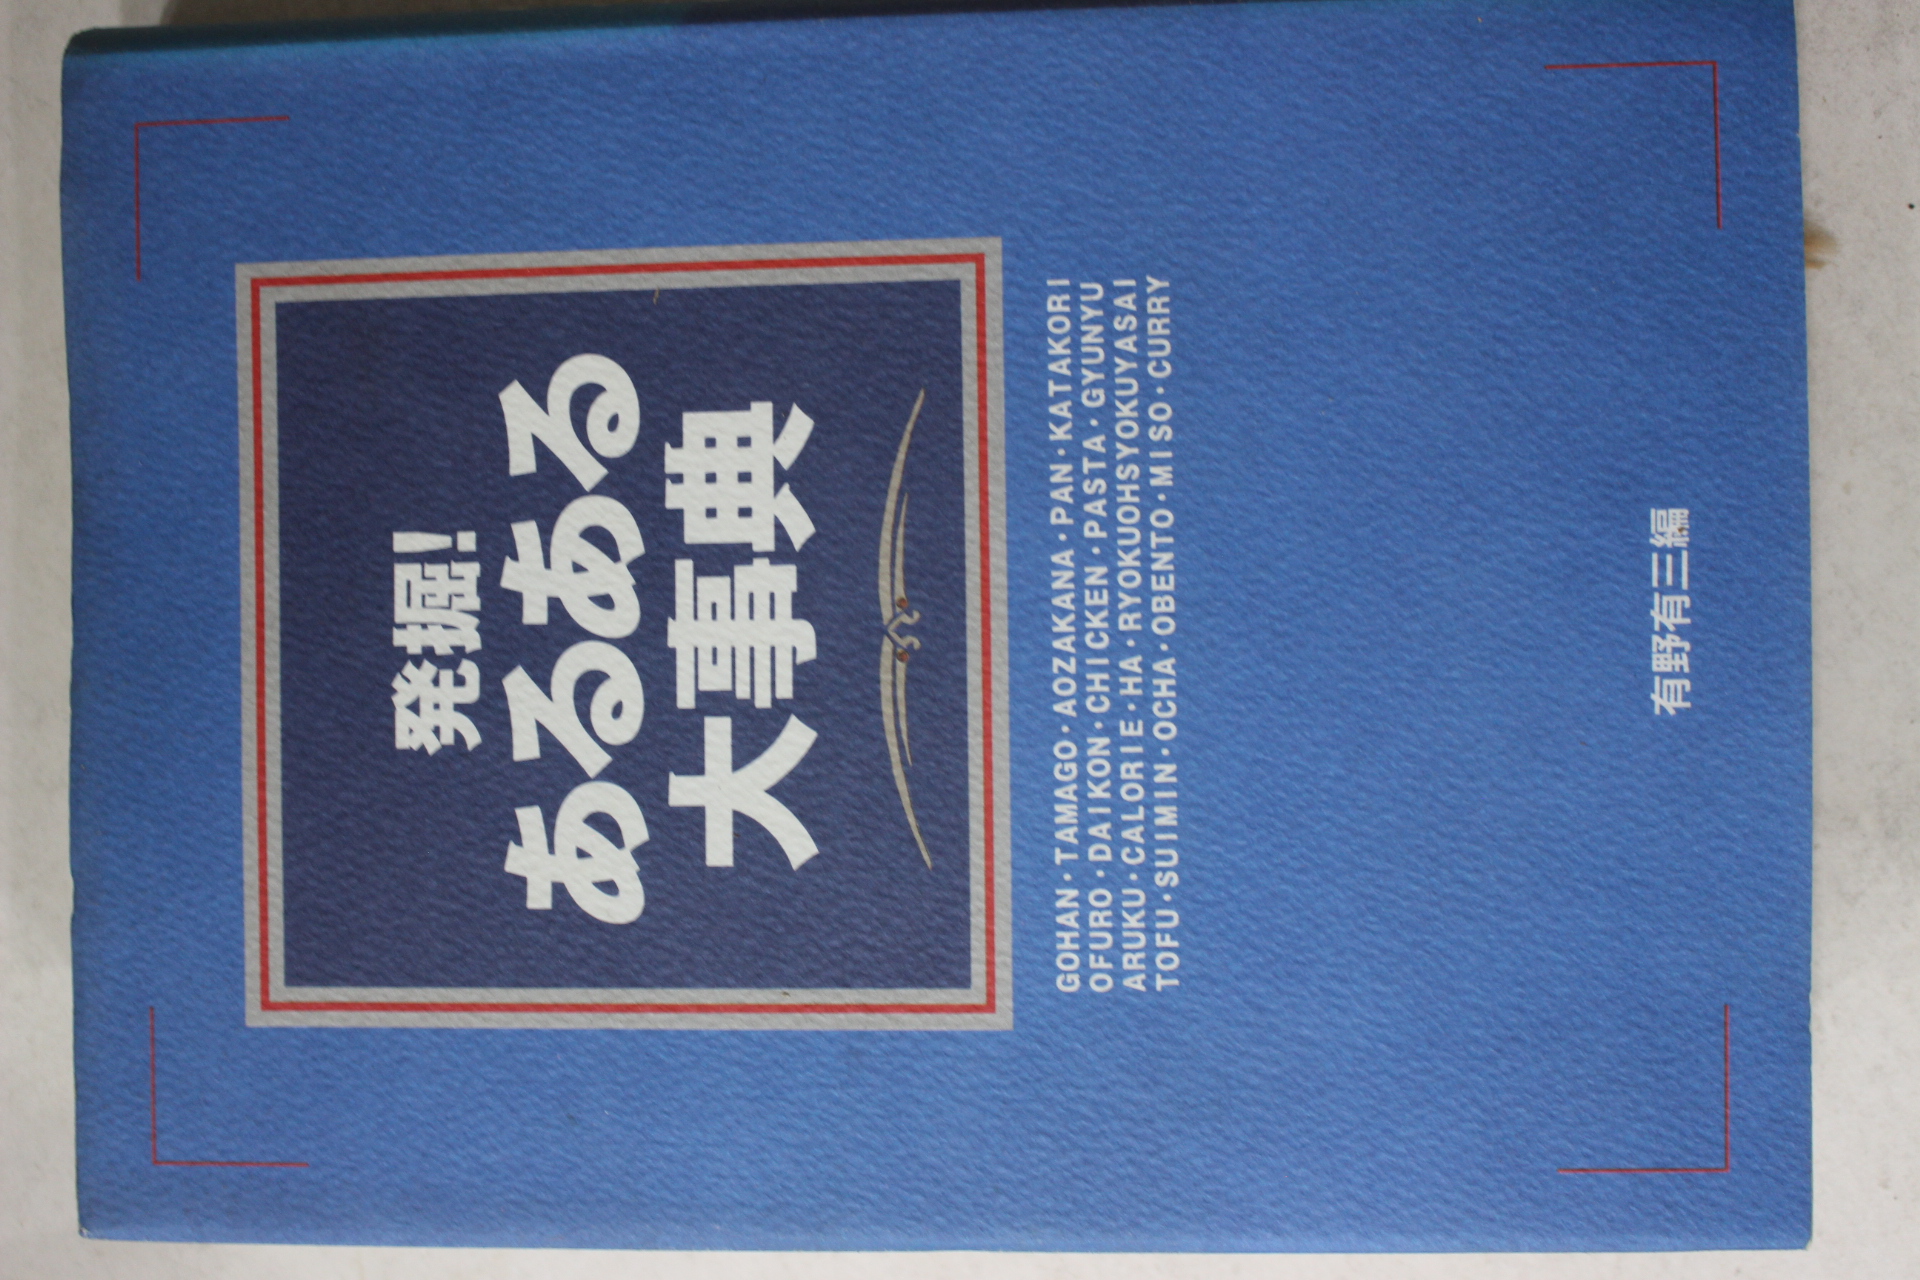 発掘!
あるある
大事典
GOHAN・TAMAGO・AOZAKANA・PAN・KATAKORI
OFURO・DAIKON・CHICKEN・PASTA・GYUNYU
ARUKU・CALORIE・HA・RYOKUOHSYOKUYASAI
TOFU・SUIMIN・OCHA・OBENTO・MISO・CURRY
有野有三編